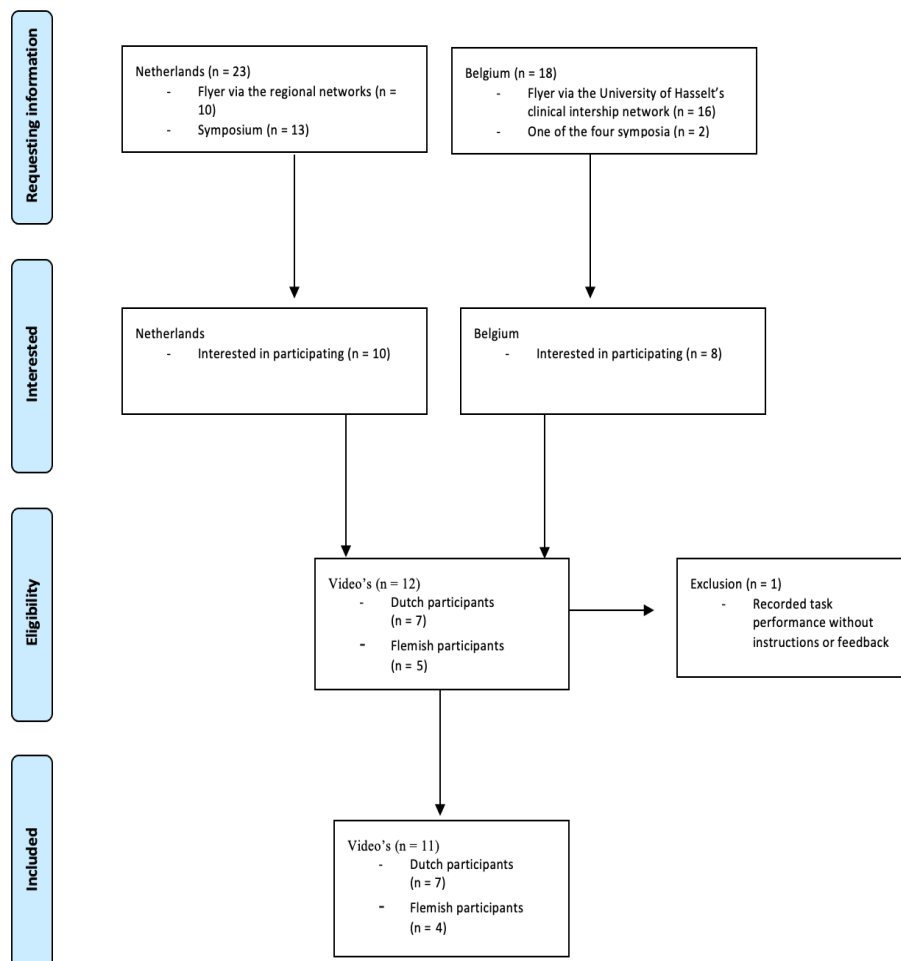 Requesting information
Netherlands (n = 23)
- Flyer via the regional networks (n =
10)
- Symposium (n = 13)
Belgium (n = 18)
- Flyer via the University of Hasselt's
clinical intership network (n = 16)
- One of the four symposia (n = 2)
Interested
Netherlands
- Interested in participating (n = 10)
Belgium
- Interested in participating (n = 8)
Eligibility
Video's (n = 12)
- Dutch participants
(n = 7)
- Flemish participants
(n = 5)
Exclusion (n = 1)
- Recorded task
performance without
instructions or feedback
Included
Video's (n = 11)
- Dutch participants
(n = 7)
- Flemish participants
(n = 4)